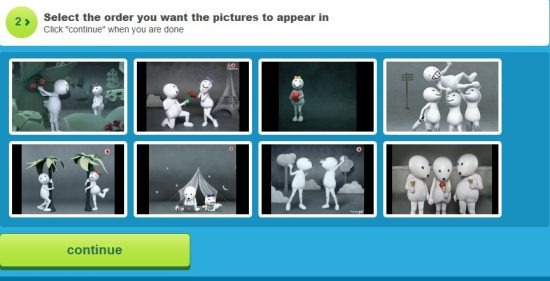 2 >
Select the order you want the pictures to appear in
Click "continue" when you are done
continue